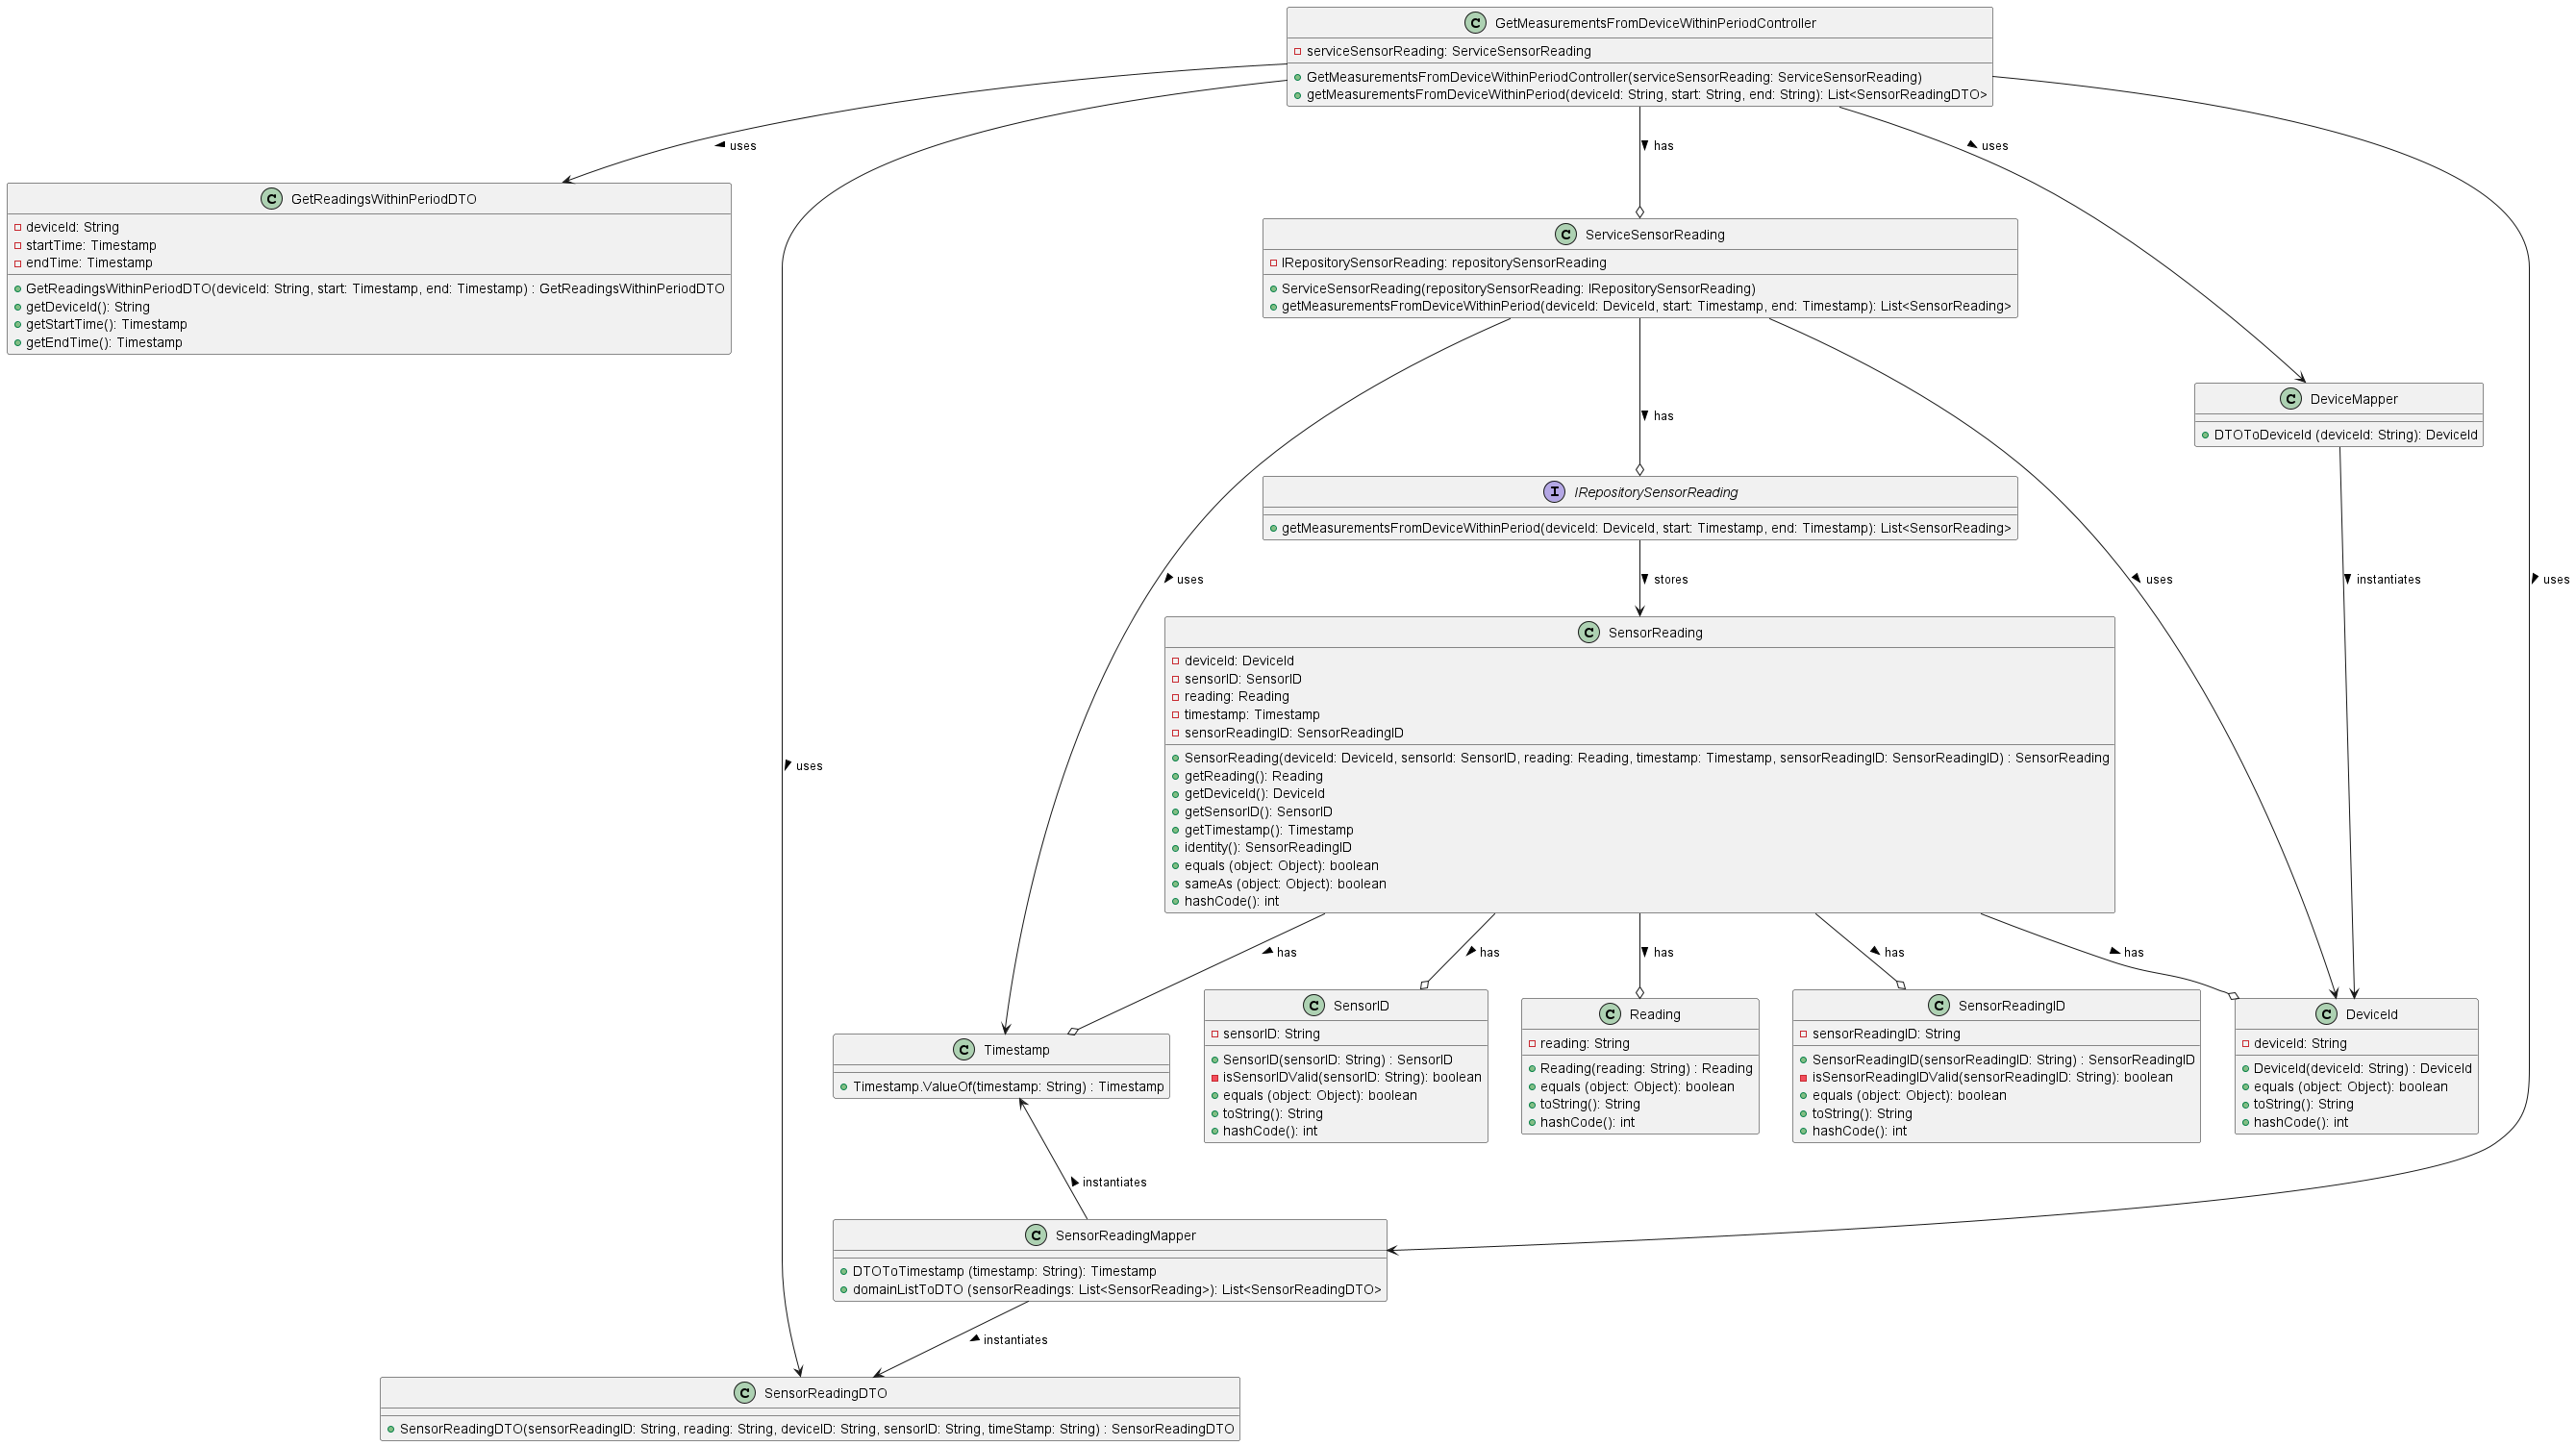 C GetMeasurementsFromDeviceWithinPeriodController
serviceSensorReading: ServiceSensorReading
GetMeasurementsFromDeviceWithinPeriodController(serviceSensorReading: ServiceSensorReading)
getMeasurementsFromDeviceWithinPeriod(deviceId: String, start: String, end: String): List<SensorReadingDTO>
uses
has
uses
C GetReadingsWithinPeriodDTO
deviceId: String
startTime: Timestamp
endTime: Timestamp
GetReadingsWithinPeriodDTO(deviceId: String, start: Timestamp, end: Timestamp) : GetReadingsWithinPeriodDTO
getDeviceId(): String
getStartTime(): Timestamp
getEndTime(): Timestamp
C ServiceSensorReading
IRepositorySensorReading: repositorySensorReading
ServiceSensorReading(repositorySensorReading: IRepositorySensorReading)
getMeasurementsFromDeviceWithinPeriod(deviceId: DeviceId, start: Timestamp, end: Timestamp): List<SensorReading>
has
C DeviceMapper
DTOToDeviceId (deviceId: String): DeviceId
I IRepositorySensorReading
getMeasurementsFromDeviceWithinPeriod(deviceId: DeviceId, start: Timestamp, end: Timestamp): List<SensorReading>
uses
stores
uses
instantiates
uses
C SensorReading
deviceId: DeviceId
sensorID: SensorID
reading: Reading
timestamp: Timestamp
sensorReadingID: SensorReadingID
SensorReading(deviceId: DeviceId, sensorId: SensorID, reading: Reading, timestamp: Timestamp, sensorReadingID: SensorReadingID) : SensorReading
getReading(): Reading
getDeviceId(): DeviceId
getSensorID(): SensorID
getTimestamp(): Timestamp
identity(): SensorReadingID
equals (object: Object): boolean
sameAs (object: Object): boolean
hashCode(): int
uses
has
has
has
has
has
C Timestamp
Timestamp.ValueOf(timestamp: String) : Timestamp
C SensorID
sensorID: String
SensorID(sensorID: String) : SensorID
isSensorIDValid(sensorID: String): boolean
equals (object: Object): boolean
toString(): String
hashCode(): int
C Reading
reading: String
Reading(reading: String) : Reading
equals (object: Object): boolean
toString(): String
hashCode(): int
C SensorReadingID
sensorReadingID: String
SensorReadingID(sensorReadingID: String) : SensorReadingID
isSensorReadingIDValid(sensorReadingID: String): boolean
equals (object: Object): boolean
toString(): String
hashCode(): int
C DeviceId
deviceId: String
DeviceId(deviceId: String) : DeviceId
equals (object: Object): boolean
toString(): String
hashCode(): int
instantiates
C SensorReadingMapper
DTOToTimestamp (timestamp: String): Timestamp
domainListToDTO (sensorReadings: List<SensorReading>): List<SensorReadingDTO>
instantiates
C SensorReadingDTO
SensorReadingDTO(sensorReadingID: String, reading: String, deviceID: String, sensorID: String, timeStamp: String) : SensorReadingDTO